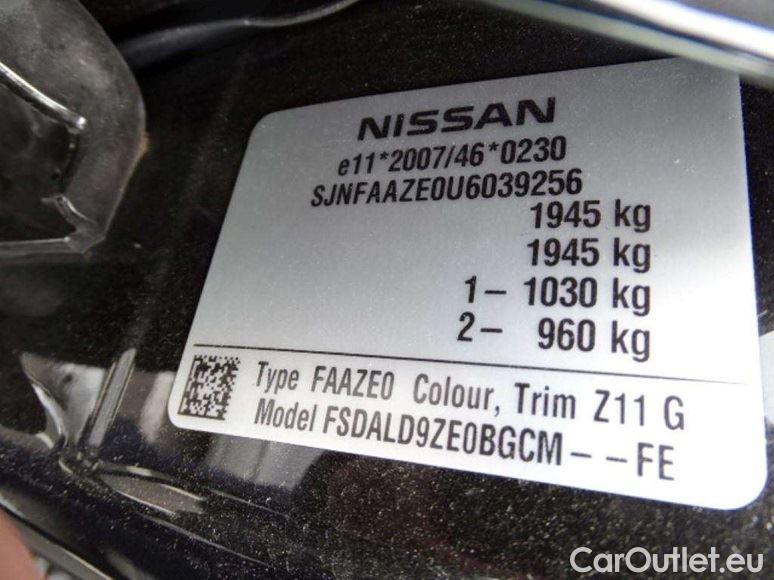 NISSAN
e11*2007/46*0230
SJNFAAZE0U6039256
1945 kg
1945 kg
1– 1030 kg
2– 960 kg
Type FAAZE0 Colour, Trim Z11 G
Model FSDALD9ZE0BGCM – – FE
CarOutlet.eu